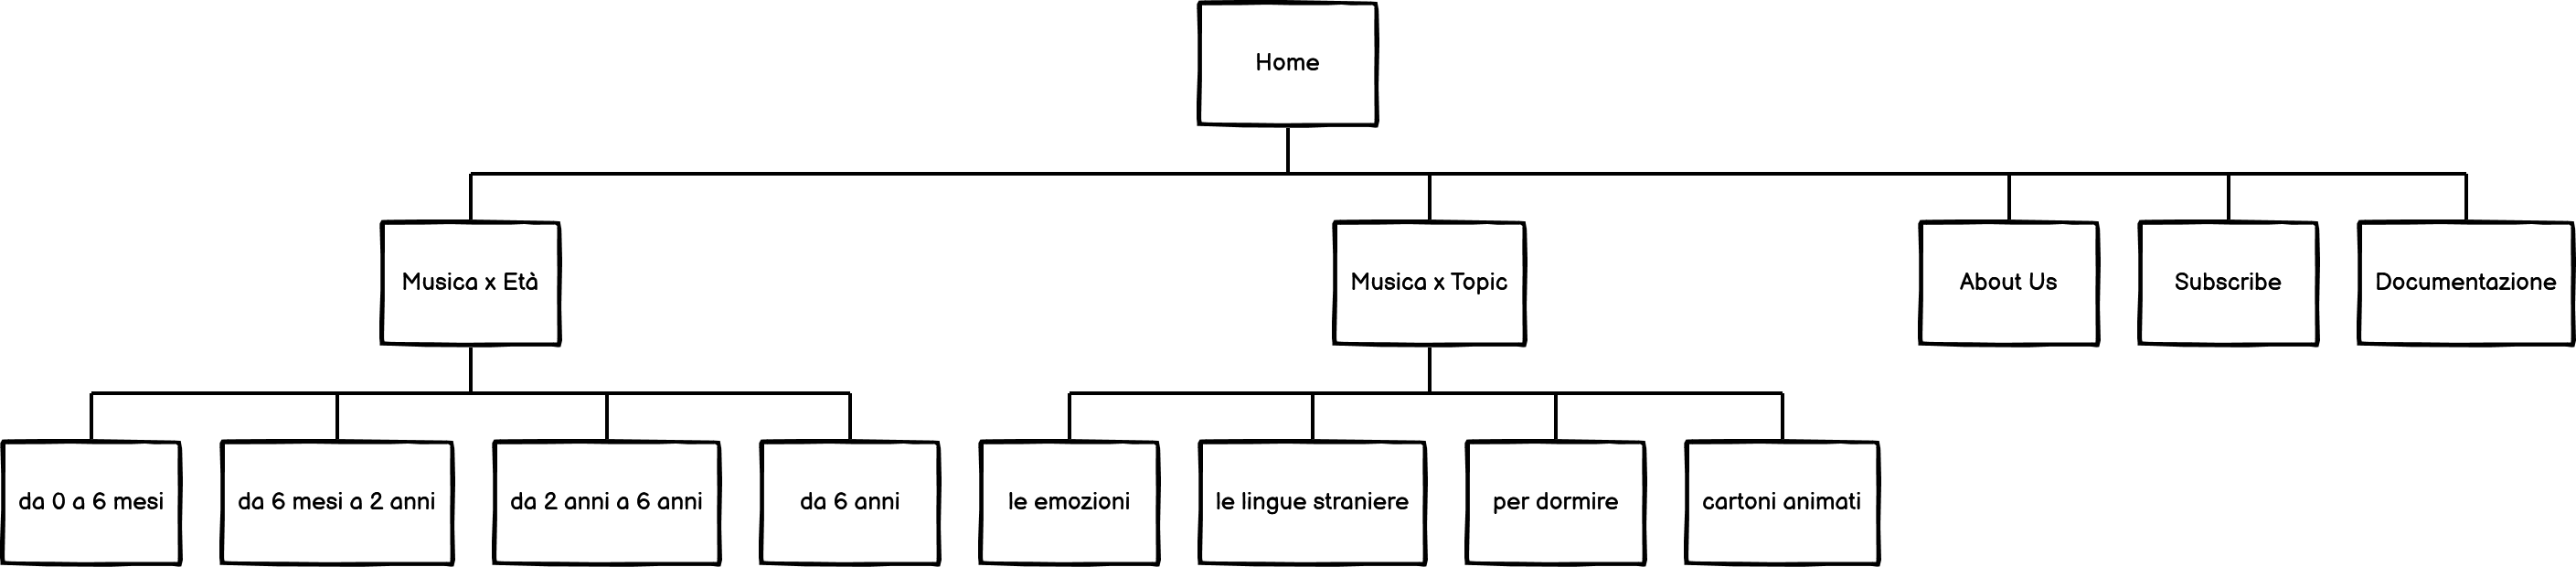 Home
Musica x Età
Musica x Topic
About Us
Subscribe
Documentazione
da 0 a 6 mesi
da 6 mesi a 2 anni
da 2 anni a 6 anni
da 6 anni
le emozioni
le lingue straniere
per dormire
cartoni animati